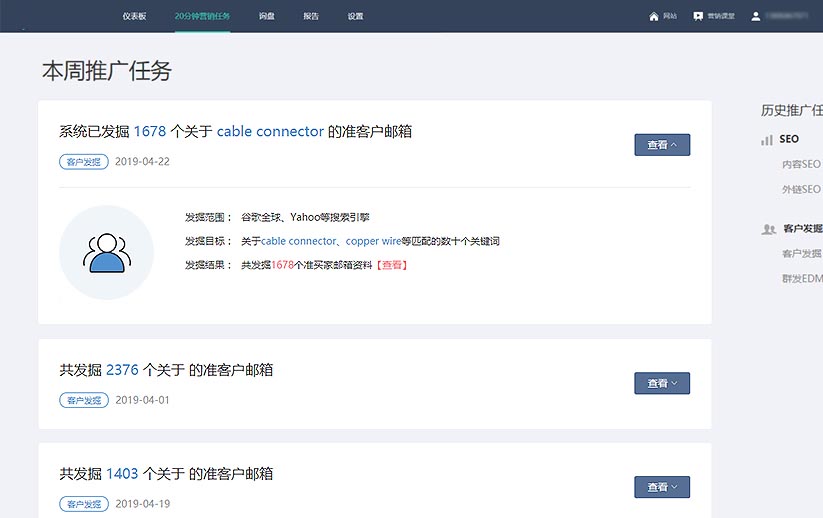 仪表板 20分钟营销任务 询盘 报告 设置 网站 营销课堂
本周推广任务
系统已发掘 1678 个关于 cable connector 的准客户邮箱
查看
客户发掘 2019-04-22
发掘范围： 谷歌全球、Yahoo等搜索引擎
发掘目标： 关于cable connector、copper wire等匹配的数十个关键词
发掘结果： 共发掘1678个准买家邮箱资料【查看】
共发掘 2376 个关于 的准客户邮箱
查看
客户发掘 2019-04-01
共发掘 1403 个关于 的准客户邮箱
查看
客户发掘 2019-04-19
历史推广任
SEO
内容SEO
外链SEO
客户发掘
客户发掘
群发EDM